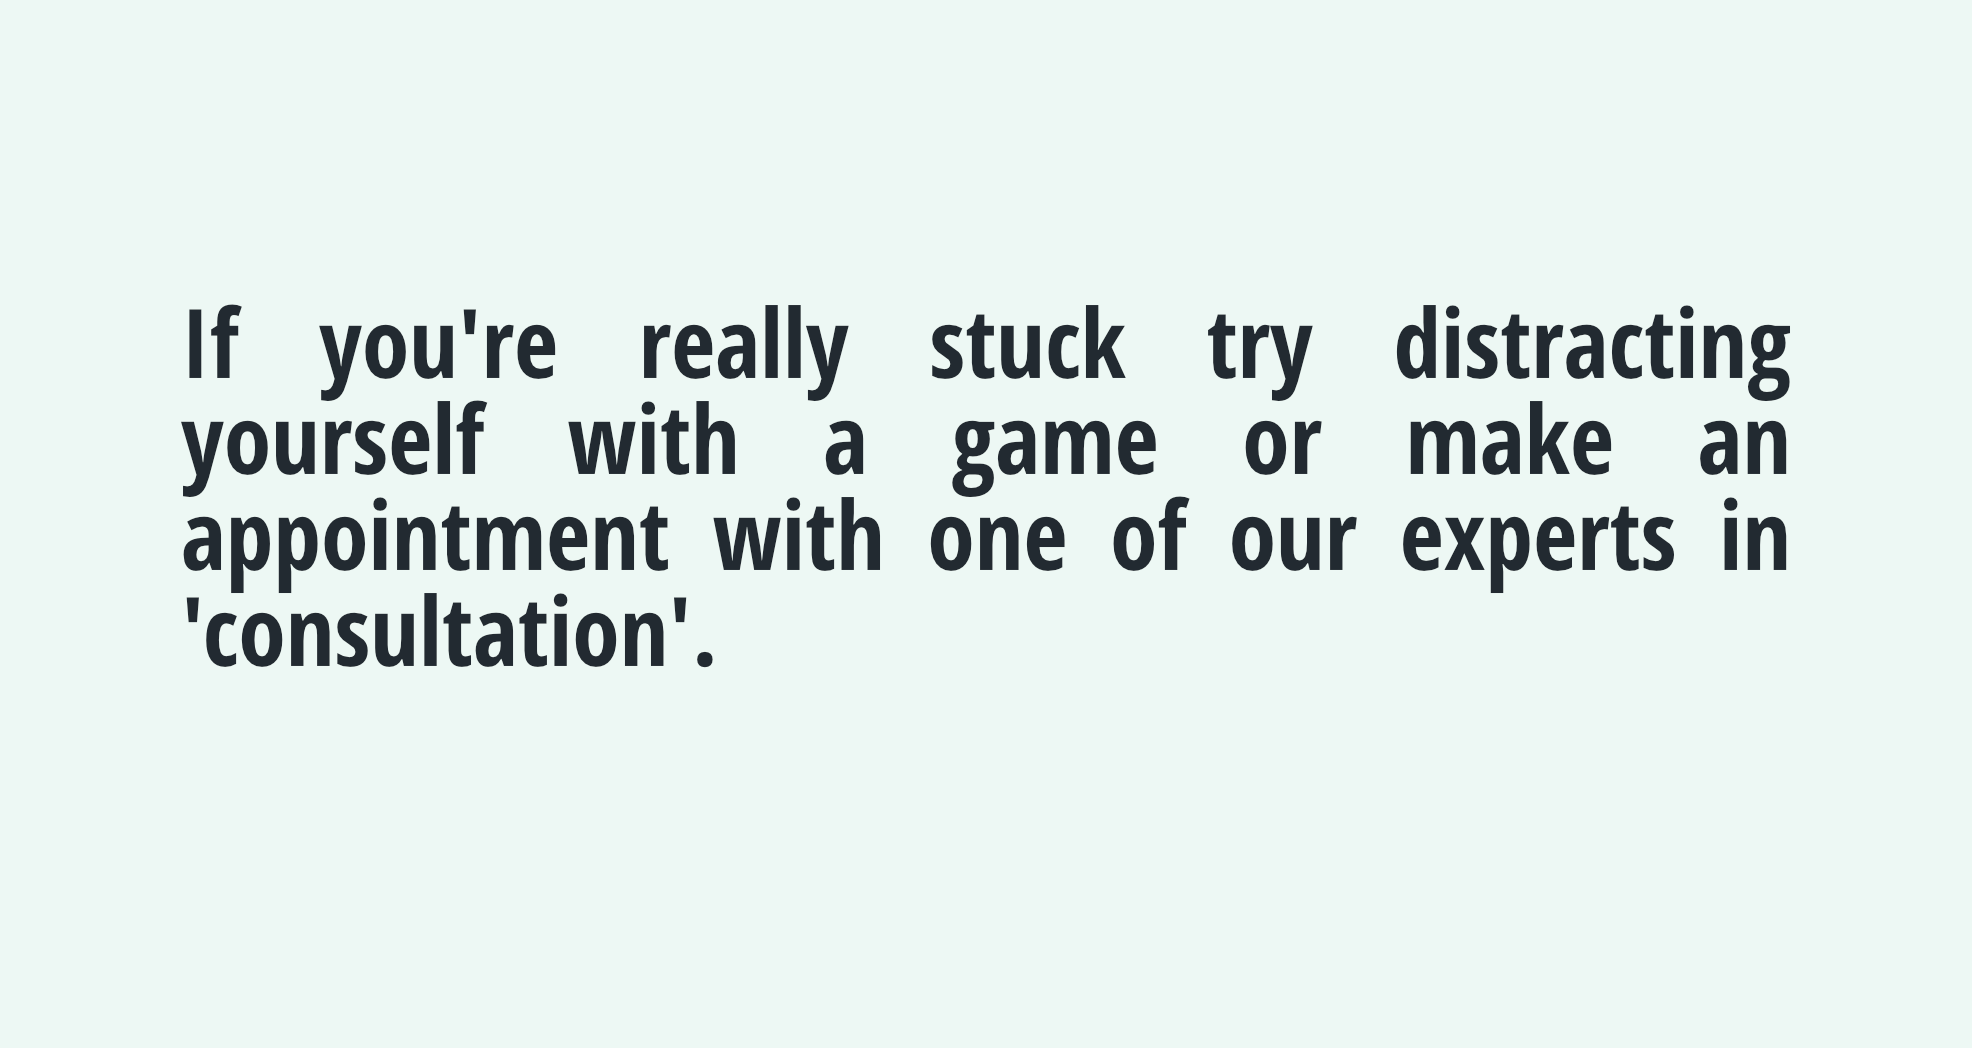 If you're really stuck try distracting
yourself with a game or make an
appointment with one of our experts in
'consultation'.